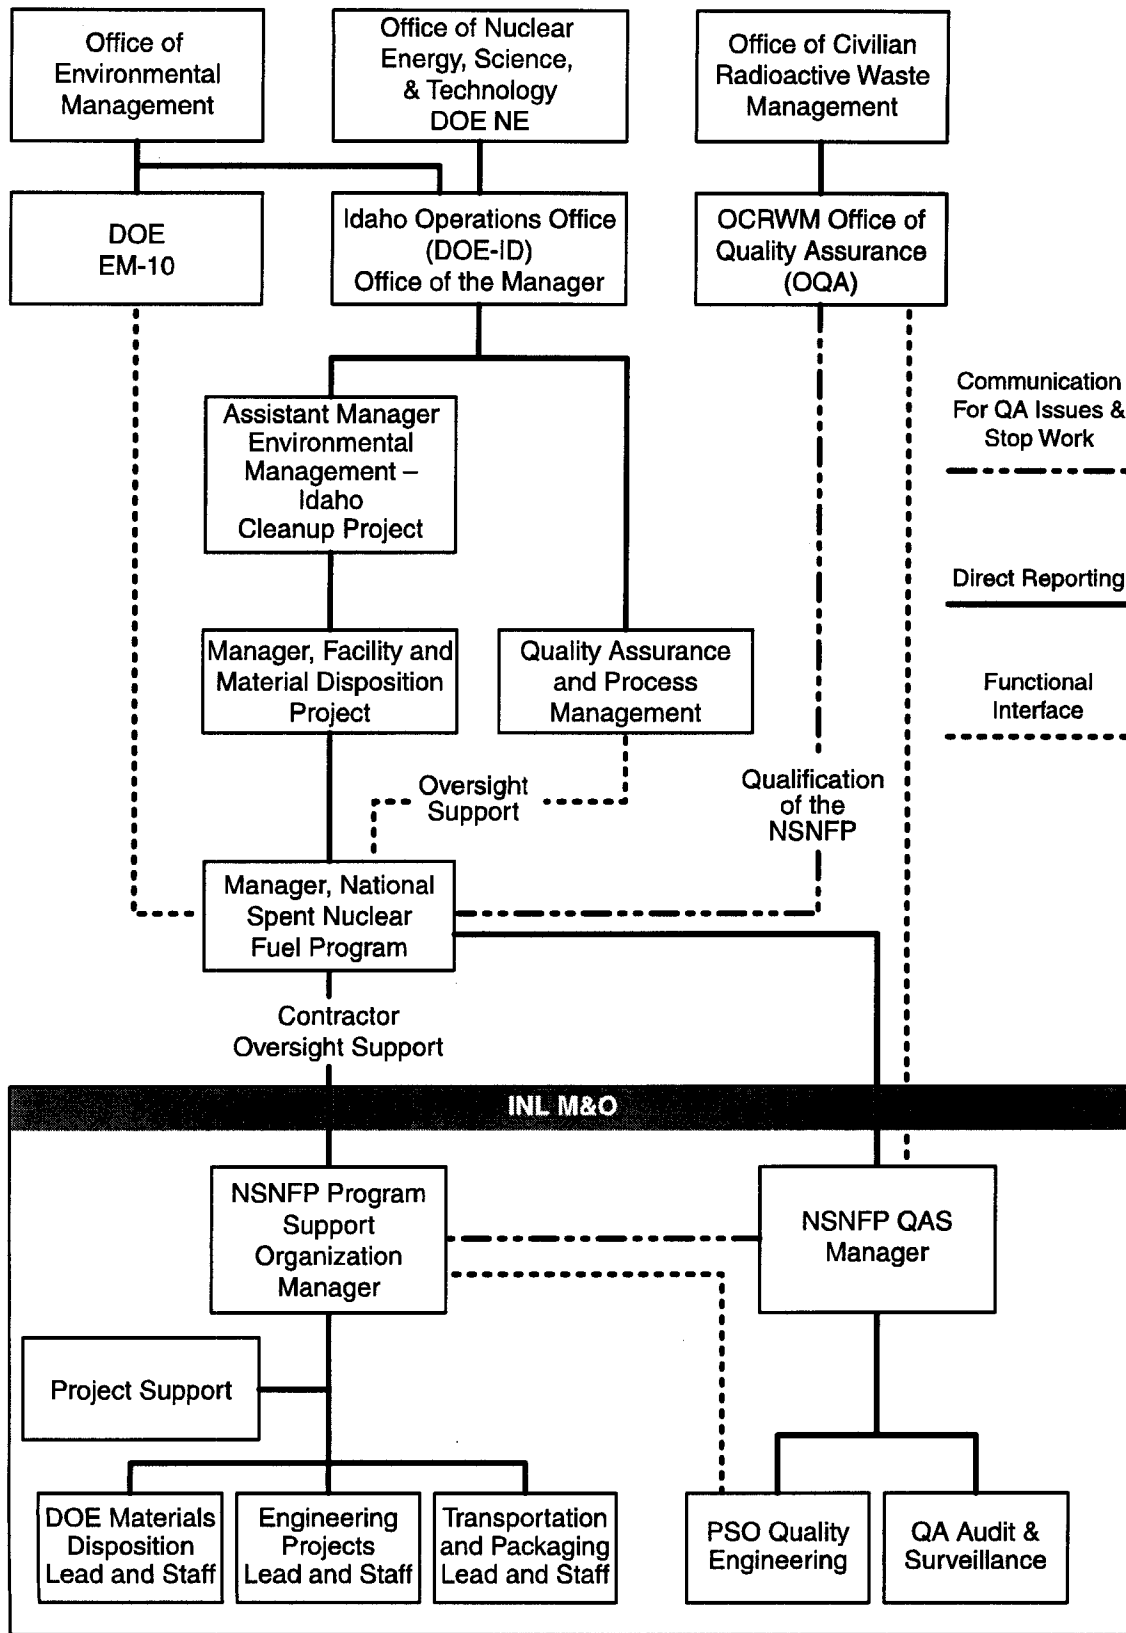 Office of
Environmental
Management
Office of Nuclear
Energy, Science,
& Technology
DOE NE
Office of Civilian
Radioactive Waste
Management
DOE
EM-10
Idaho Operations Office
(DOE-ID)
Office of the Manager
OCRWM Office of
Quality Assurance
(OQA)
Communication
For QA Issues &
Stop Work
Direct Reporting
Functional
Interface
Assistant Manager
Environmental
Management –
Idaho
Cleanup Project
Manager, Facility and
Material Disposition
Project
Quality Assurance
and Process
Management
Oversight
Support
Qualification
of the
NSNFP
Manager, National
Spent Nuclear
Fuel Program
Contractor
Oversight Support
INL M&O
NSNFP Program
Support
Organization
Manager
NSNFP QAS
Manager
Project Support
DOE Materials
Disposition
Lead and Staff
Engineering
Projects
Lead and Staff
Transportation
and Packaging
Lead and Staff
PSO Quality
Engineering
QA Audit &
Surveillance